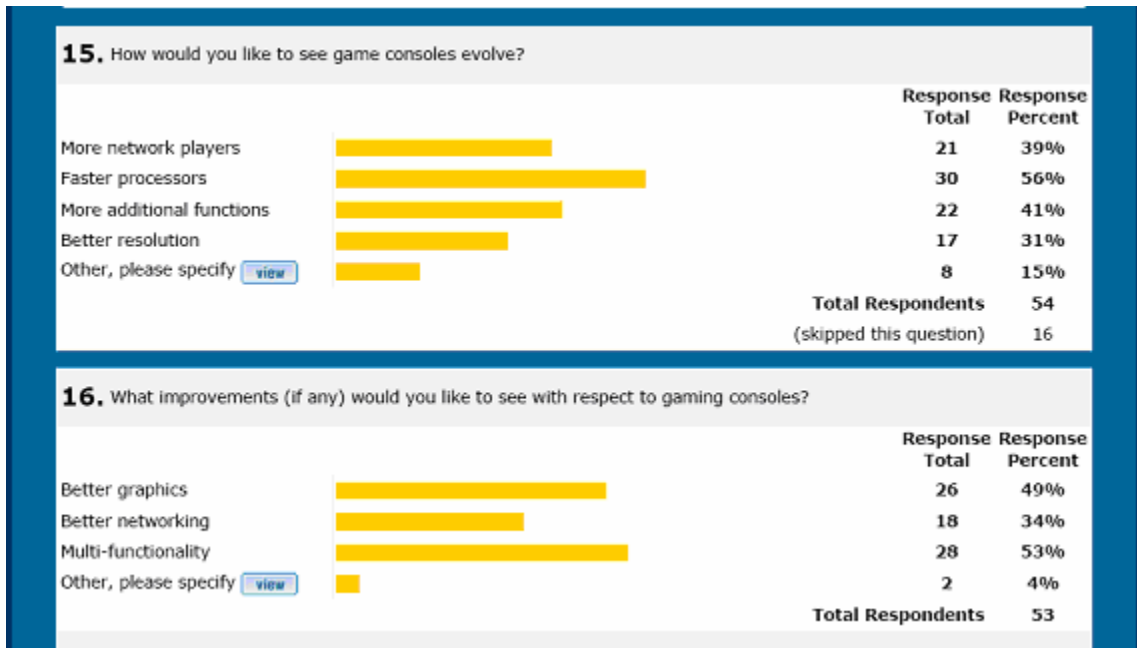 15. How would you like to see game consoles evolve?
Response Response
Total Percent
More network players 21 39%
Faster processors 30 56%
More additional functions 22 41%
Better resolution 17 31%
Other, please specify view 8 15%
Total Respondents 54
(skipped this question) 16
16. What improvements (if any) would you like to see with respect to gaming consoles?
Response Response
Total Percent
Better graphics 26 49%
Better networking 18 34%
Multi-functionality 28 53%
Other, please specify view 2 4%
Total Respondents 53